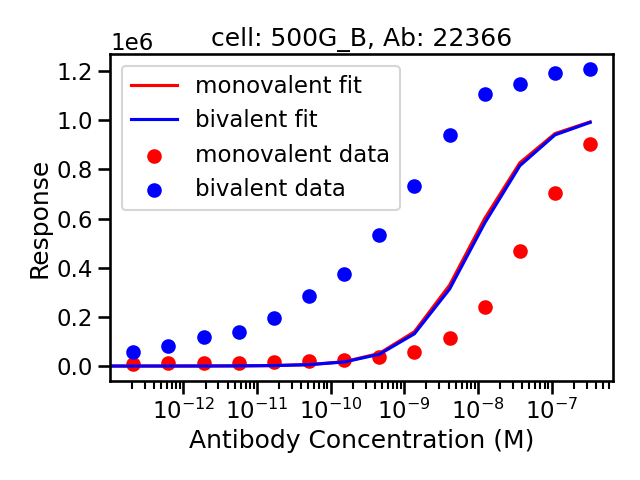 cell: 500G_B, Ab: 22366
1e6
monovalent fit
bivalent fit
monovalent data
bivalent data
1.2
1.0
0.8
0.6
0.4
0.2
0.0
Response
10⁻¹² 10⁻¹¹ 10⁻¹⁰ 10⁻⁹ 10⁻⁸ 10⁻⁷
Antibody Concentration (M)